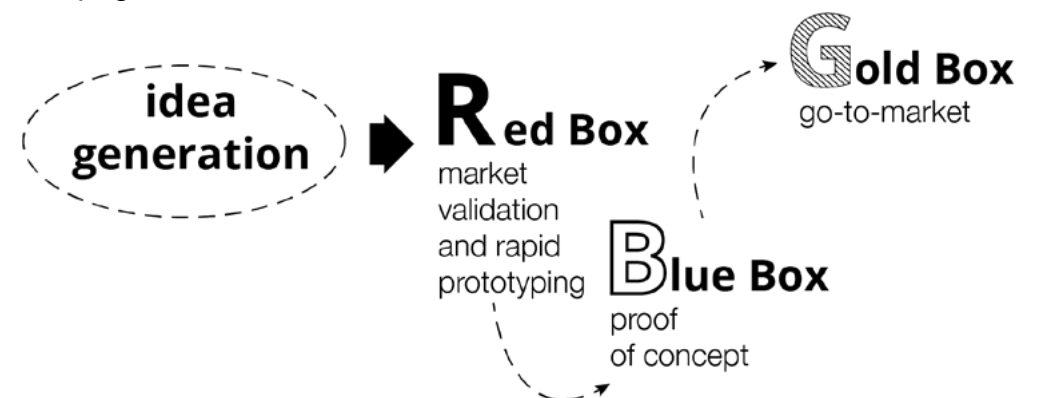 idea
generation
Red Box
market
validation
and rapid
prototyping
Blue Box
proof
of concept
Gold Box
go-to-market